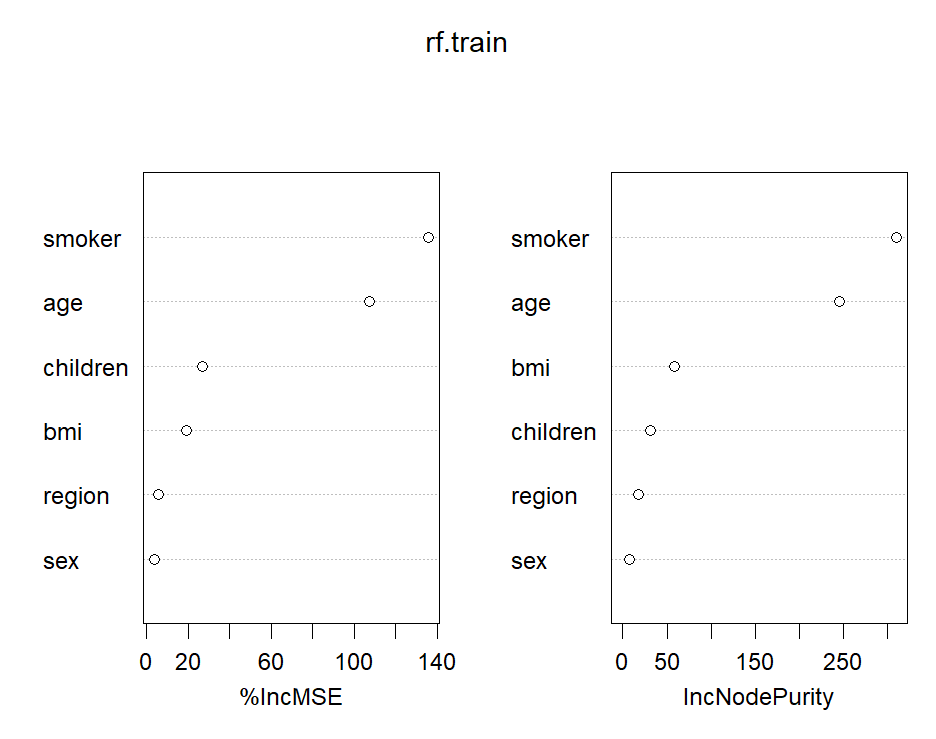 rf.train
smoker
age
children
bmi
region
sex
0 20 60 100 140
%IncMSE
smoker
age
bmi
children
region
sex
0 50 150 250
IncNodePurity